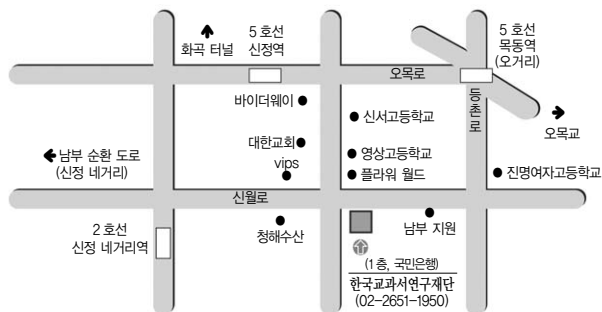 화곡 터널
5 호선
신정역
5 호선
목동역
(오거리)
오목로
등촌로
오목교
바이더웨이
신서고등학교
대한교회
영상고등학교
vips
플라워 월드
진명여자고등학교
남부 순환 도로
(신정 네거리)
신월로
2 호선
신정 네거리역
청해수산
남부 지원
(1 층, 국민은행)
한국교과서연구재단
(02-2651-1950)